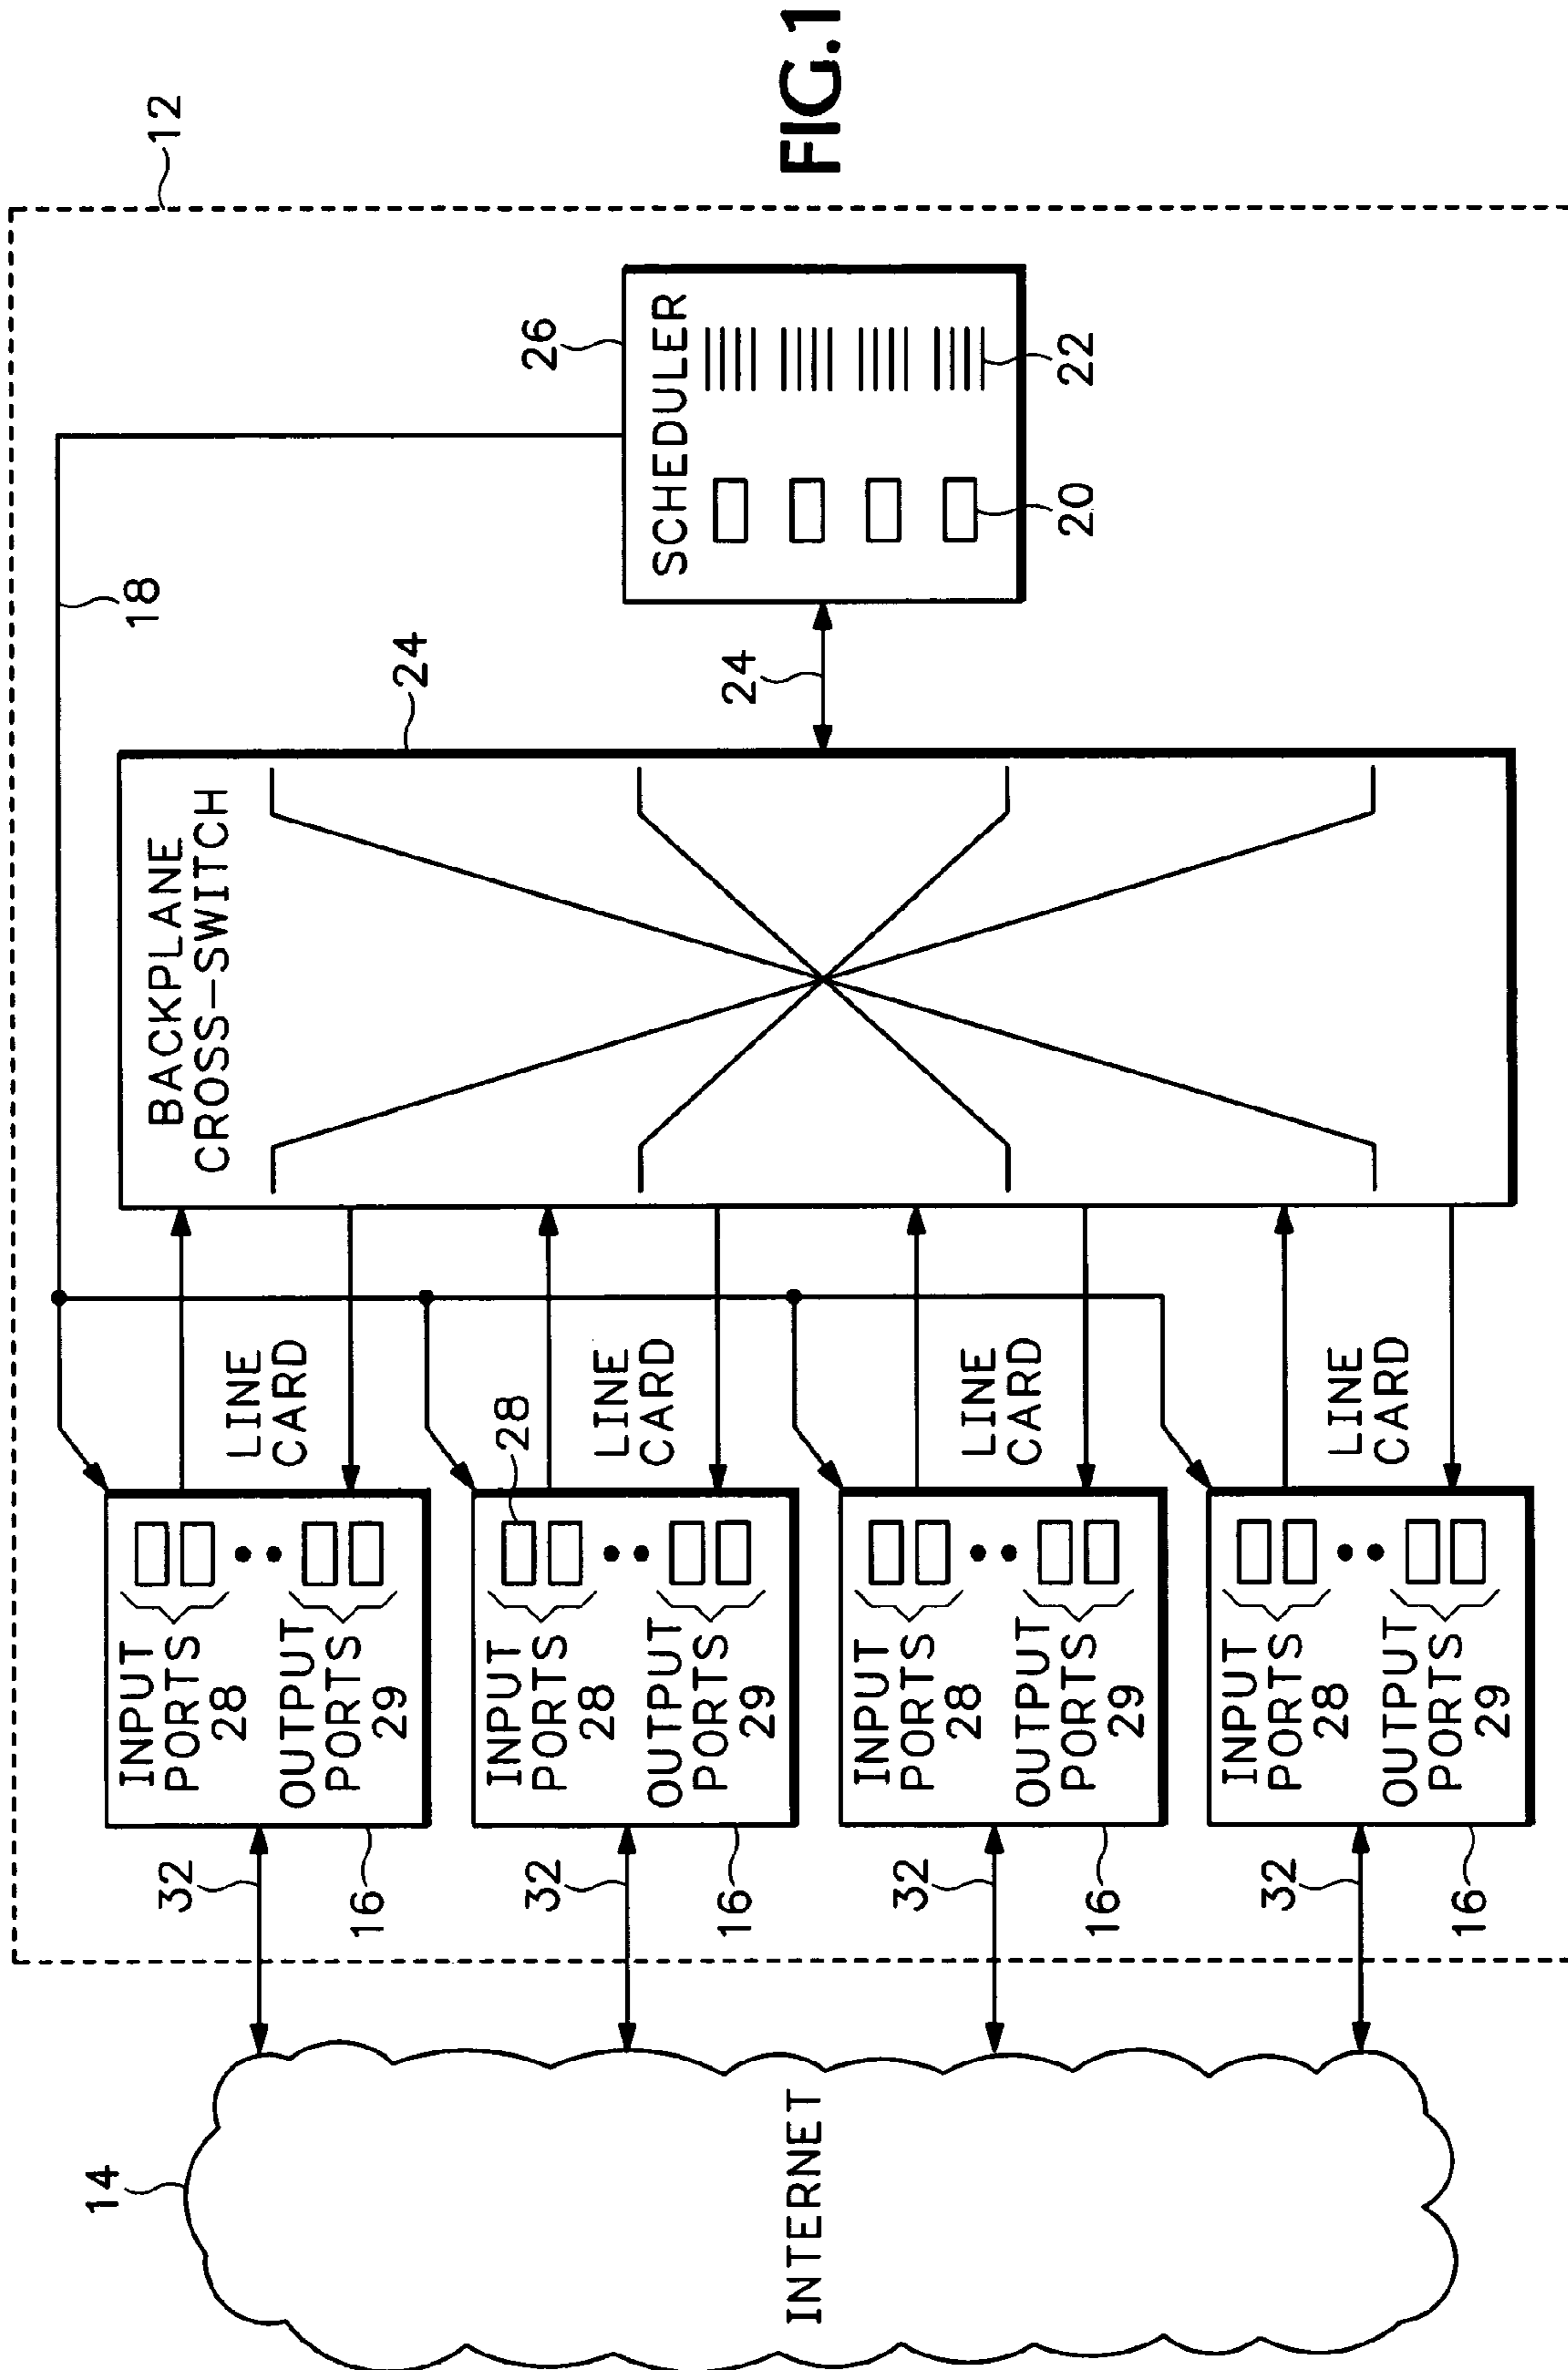 FIG.1
12
18
26
SCHEDULER
20
22
24
24
BACKPLANE
CROSS-SWITCH
14
INTERNET
32
16
INPUT
PORTS
28
OUTPUT
PORTS
29
LINE
CARD
32
16
INPUT
PORTS
28
OUTPUT
PORTS
29
28
LINE
CARD
32
16
INPUT
PORTS
28
OUTPUT
PORTS
29
LINE
CARD
32
16
INPUT
PORTS
28
OUTPUT
PORTS
29
LINE
CARD